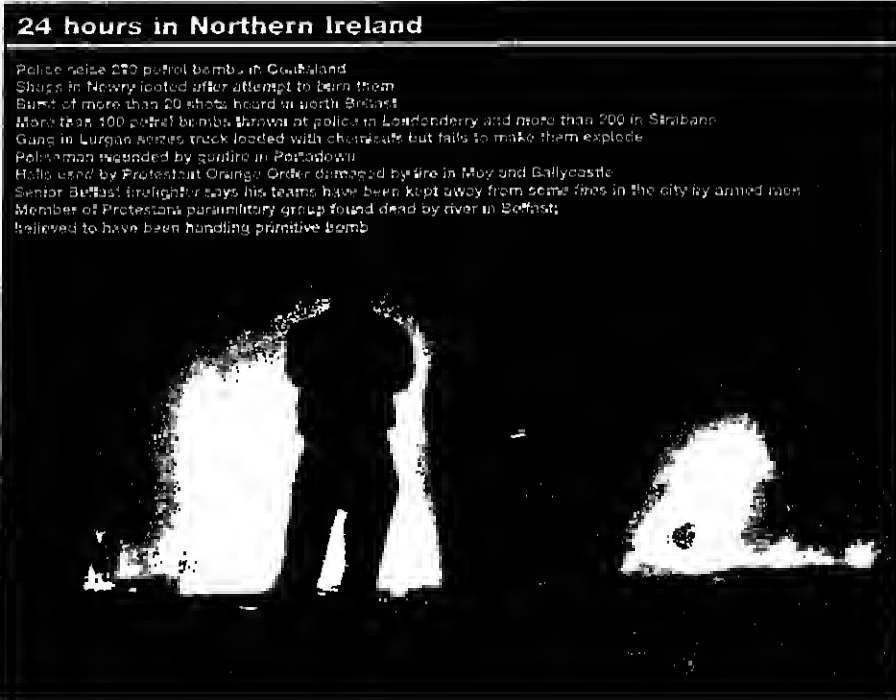 24 hours in Northern Ireland
Police seize 270 petrol bombs in Coalisland
Shops in Newry looted after attempt to burn them
Burst of more than 20 shots heard in north Belfast
More than 100 petrol bombs thrown at police in Londonderry and more than 200 in Strabane
Gang in Lurgan seizes truck loaded with chemicals but fails to make them explode
Policeman wounded by gunfire in Portadown
Halls used by Protestant Orange Order damaged by fire in Moy and Ballycastle
Senior Belfast firefighter says his teams have been kept away from some fires in the city by armed men
Member of Protestant paramilitary group found dead by river in Belfast;
believed to have been handling primitive bomb